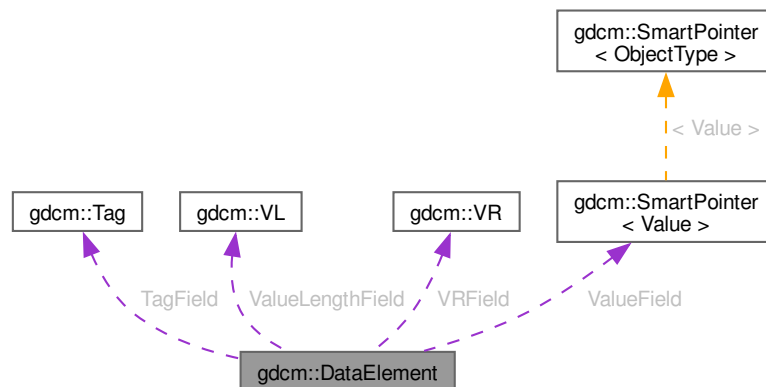 gdcm::SmartPointer
< ObjectType >
< Value >
gdcm::Tag
gdcm::VL
gdcm::VR
gdcm::SmartPointer
< Value >
TagField
ValueLengthField
VRField
ValueField
gdcm::DataElement